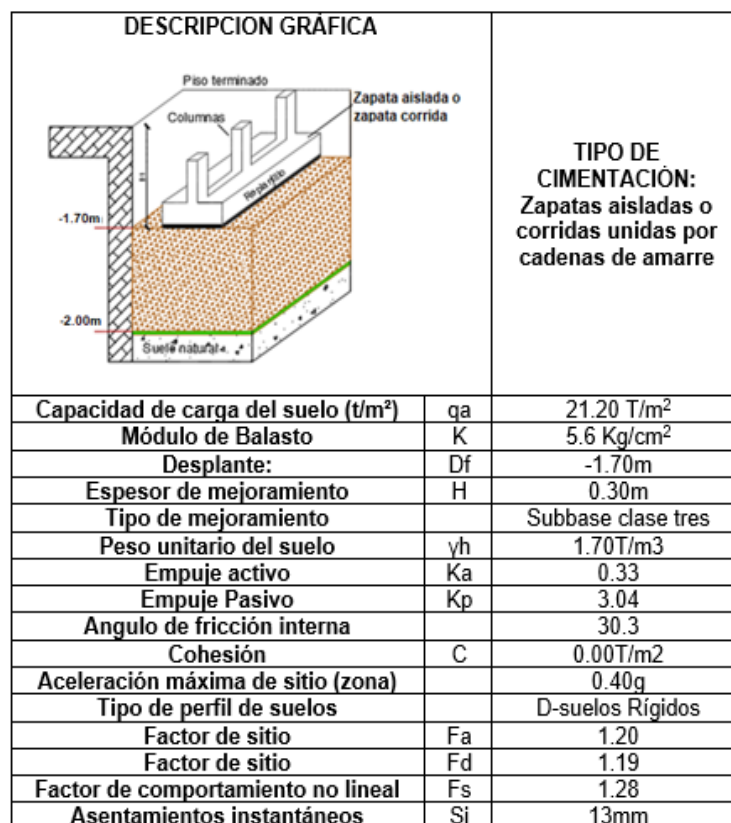 DESCRIPCION GRÁFICA
Piso terminado
Columnas
Zapata aislada o
zapata corrida
Replantillo
-1.70m
-2.00m
Suelo natural
TIPO DE
CIMENTACIÓN:
Zapatas aisladas o
corridas unidas por
cadenas de amarre
Capacidad de carga del suelo (t/m²) qa 21.20 T/m²
Módulo de Balasto K 5.6 Kg/cm²
Desplante: Df -1.70m
Espesor de mejoramiento H 0.30m
Tipo de mejoramiento Subbase clase tres
Peso unitario del suelo γh 1.70T/m3
Empuje activo Ka 0.33
Empuje Pasivo Kp 3.04
Angulo de fricción interna 30.3
Cohesión C 0.00T/m2
Aceleración máxima de sitio (zona) 0.40g
Tipo de perfil de suelos D-suelos Rígidos
Factor de sitio Fa 1.20
Factor de sitio Fd 1.19
Factor de comportamiento no lineal Fs 1.28
Asentamientos instantáneos Si 13mm